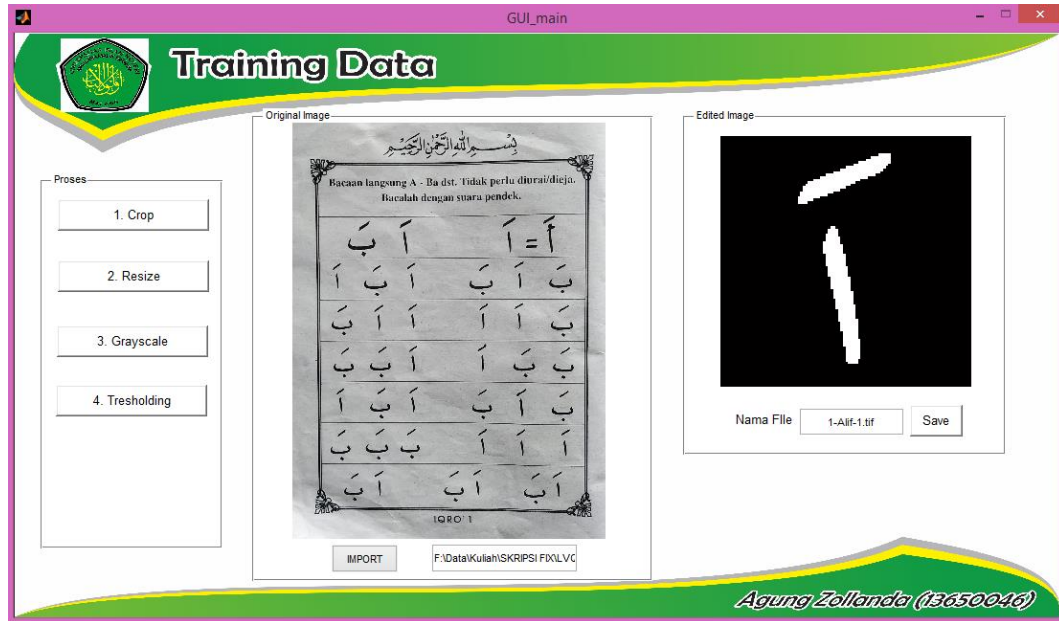 GUI_main
Training Data
Proses
1. Crop
2. Resize
3. Grayscale
4. Tresholding
Original Image
بِسْـــمِ اللّٰهِ الرَّحْمٰنِ الرَّحِيْمِ
Bacaan langsung A - Ba dst. Tidak perlu diurai/dieja.
Bacalah dengan suara pendek.
اَ = اَ اَ بَ
بَ اَ بَ اَ بَ اَ
بَ اَ اَ اَ اَ بَ
بَ بَ اَ اَ بَ بَ
بَ اَ بَ اَ بَ اَ
اَ اَ اَ بَ بَ بَ
اَ بَ اَ بَ اَ بَ
IQRO' 1
IMPORT
F:\Data\Kuliah\SKRIPSI FIX\LVQ
Edited Image
اَ
Nama FIle
1-Alif-1.tif
Save
Agung Zollanda (13650046)